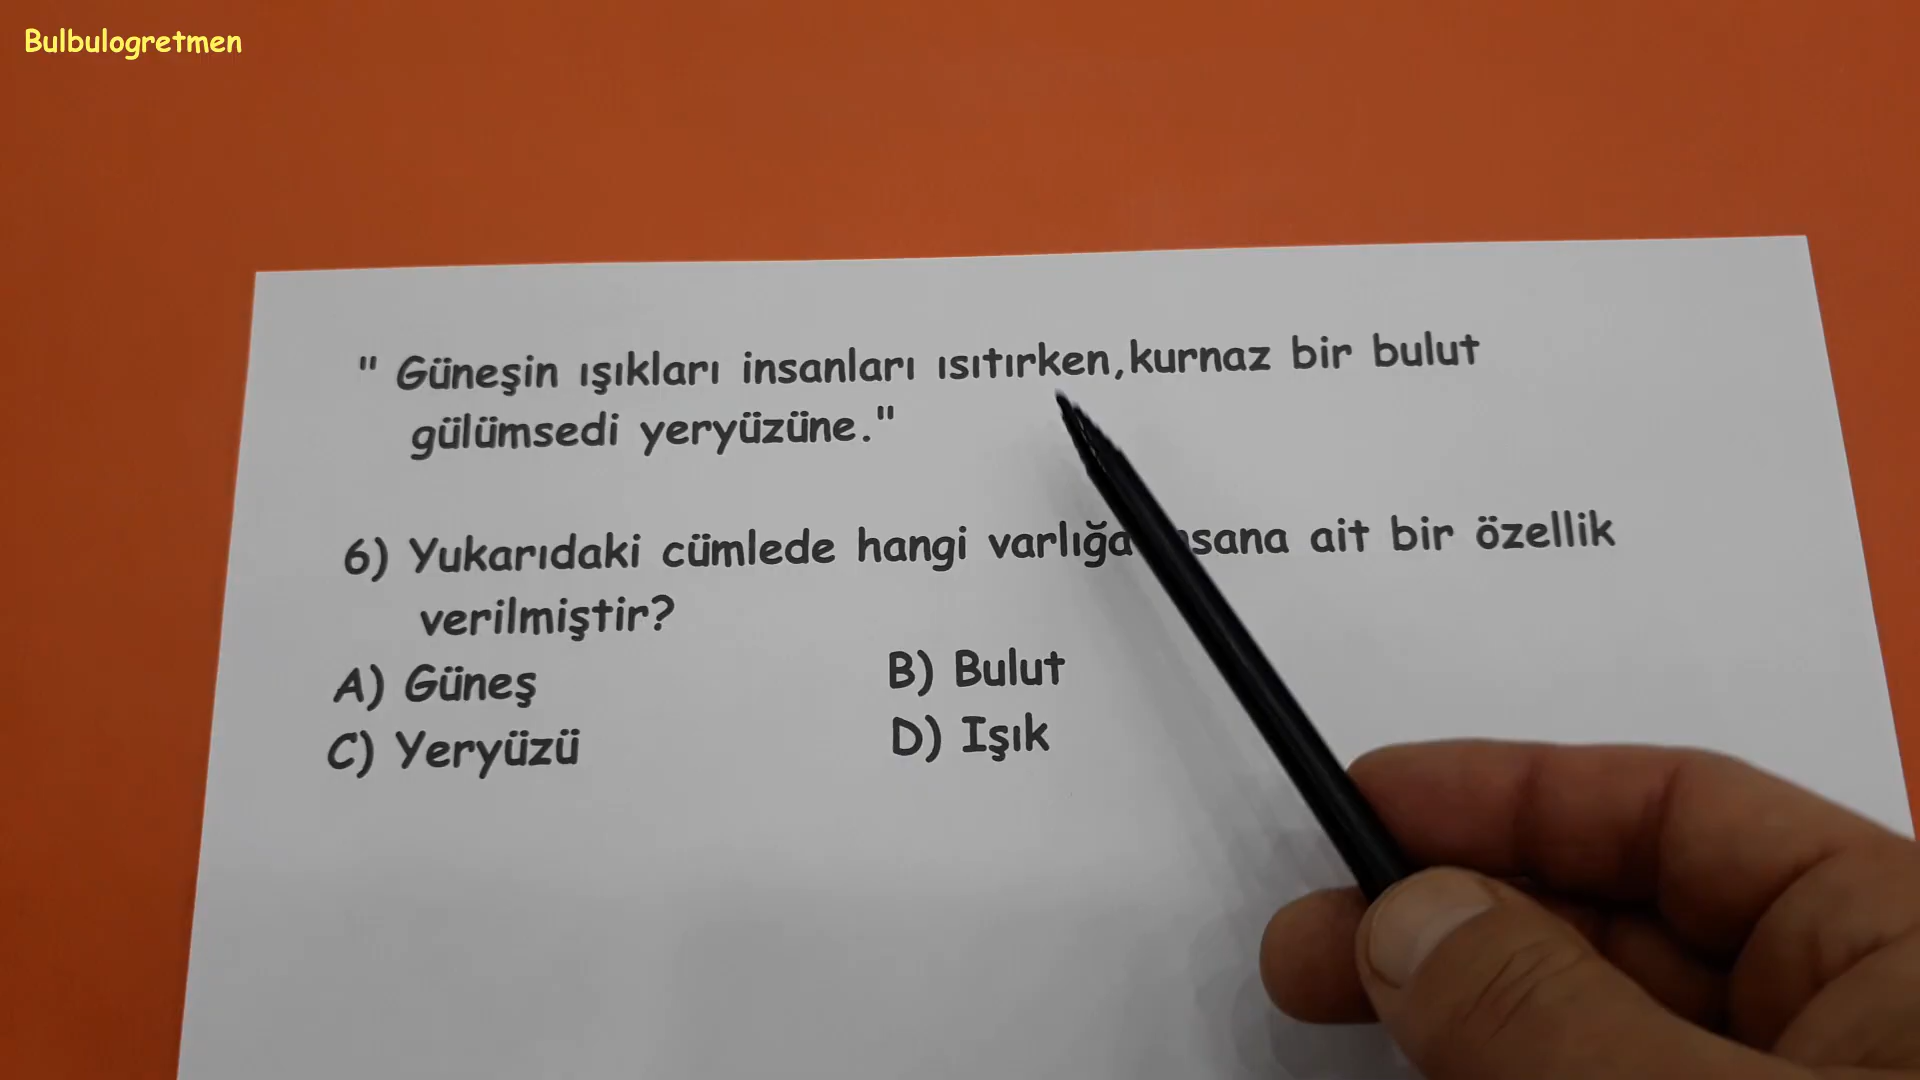 Bulbulogretmen
" Güneşin ışıkları insanları ısıtırken,kurnaz bir bulut
gülümsedi yeryüzüne."
6) Yukarıdaki cümlede hangi varlığa ait bir özellik
verilmiştir?
A) Güneş B) Bulut
C) Yeryüzü D) Işık